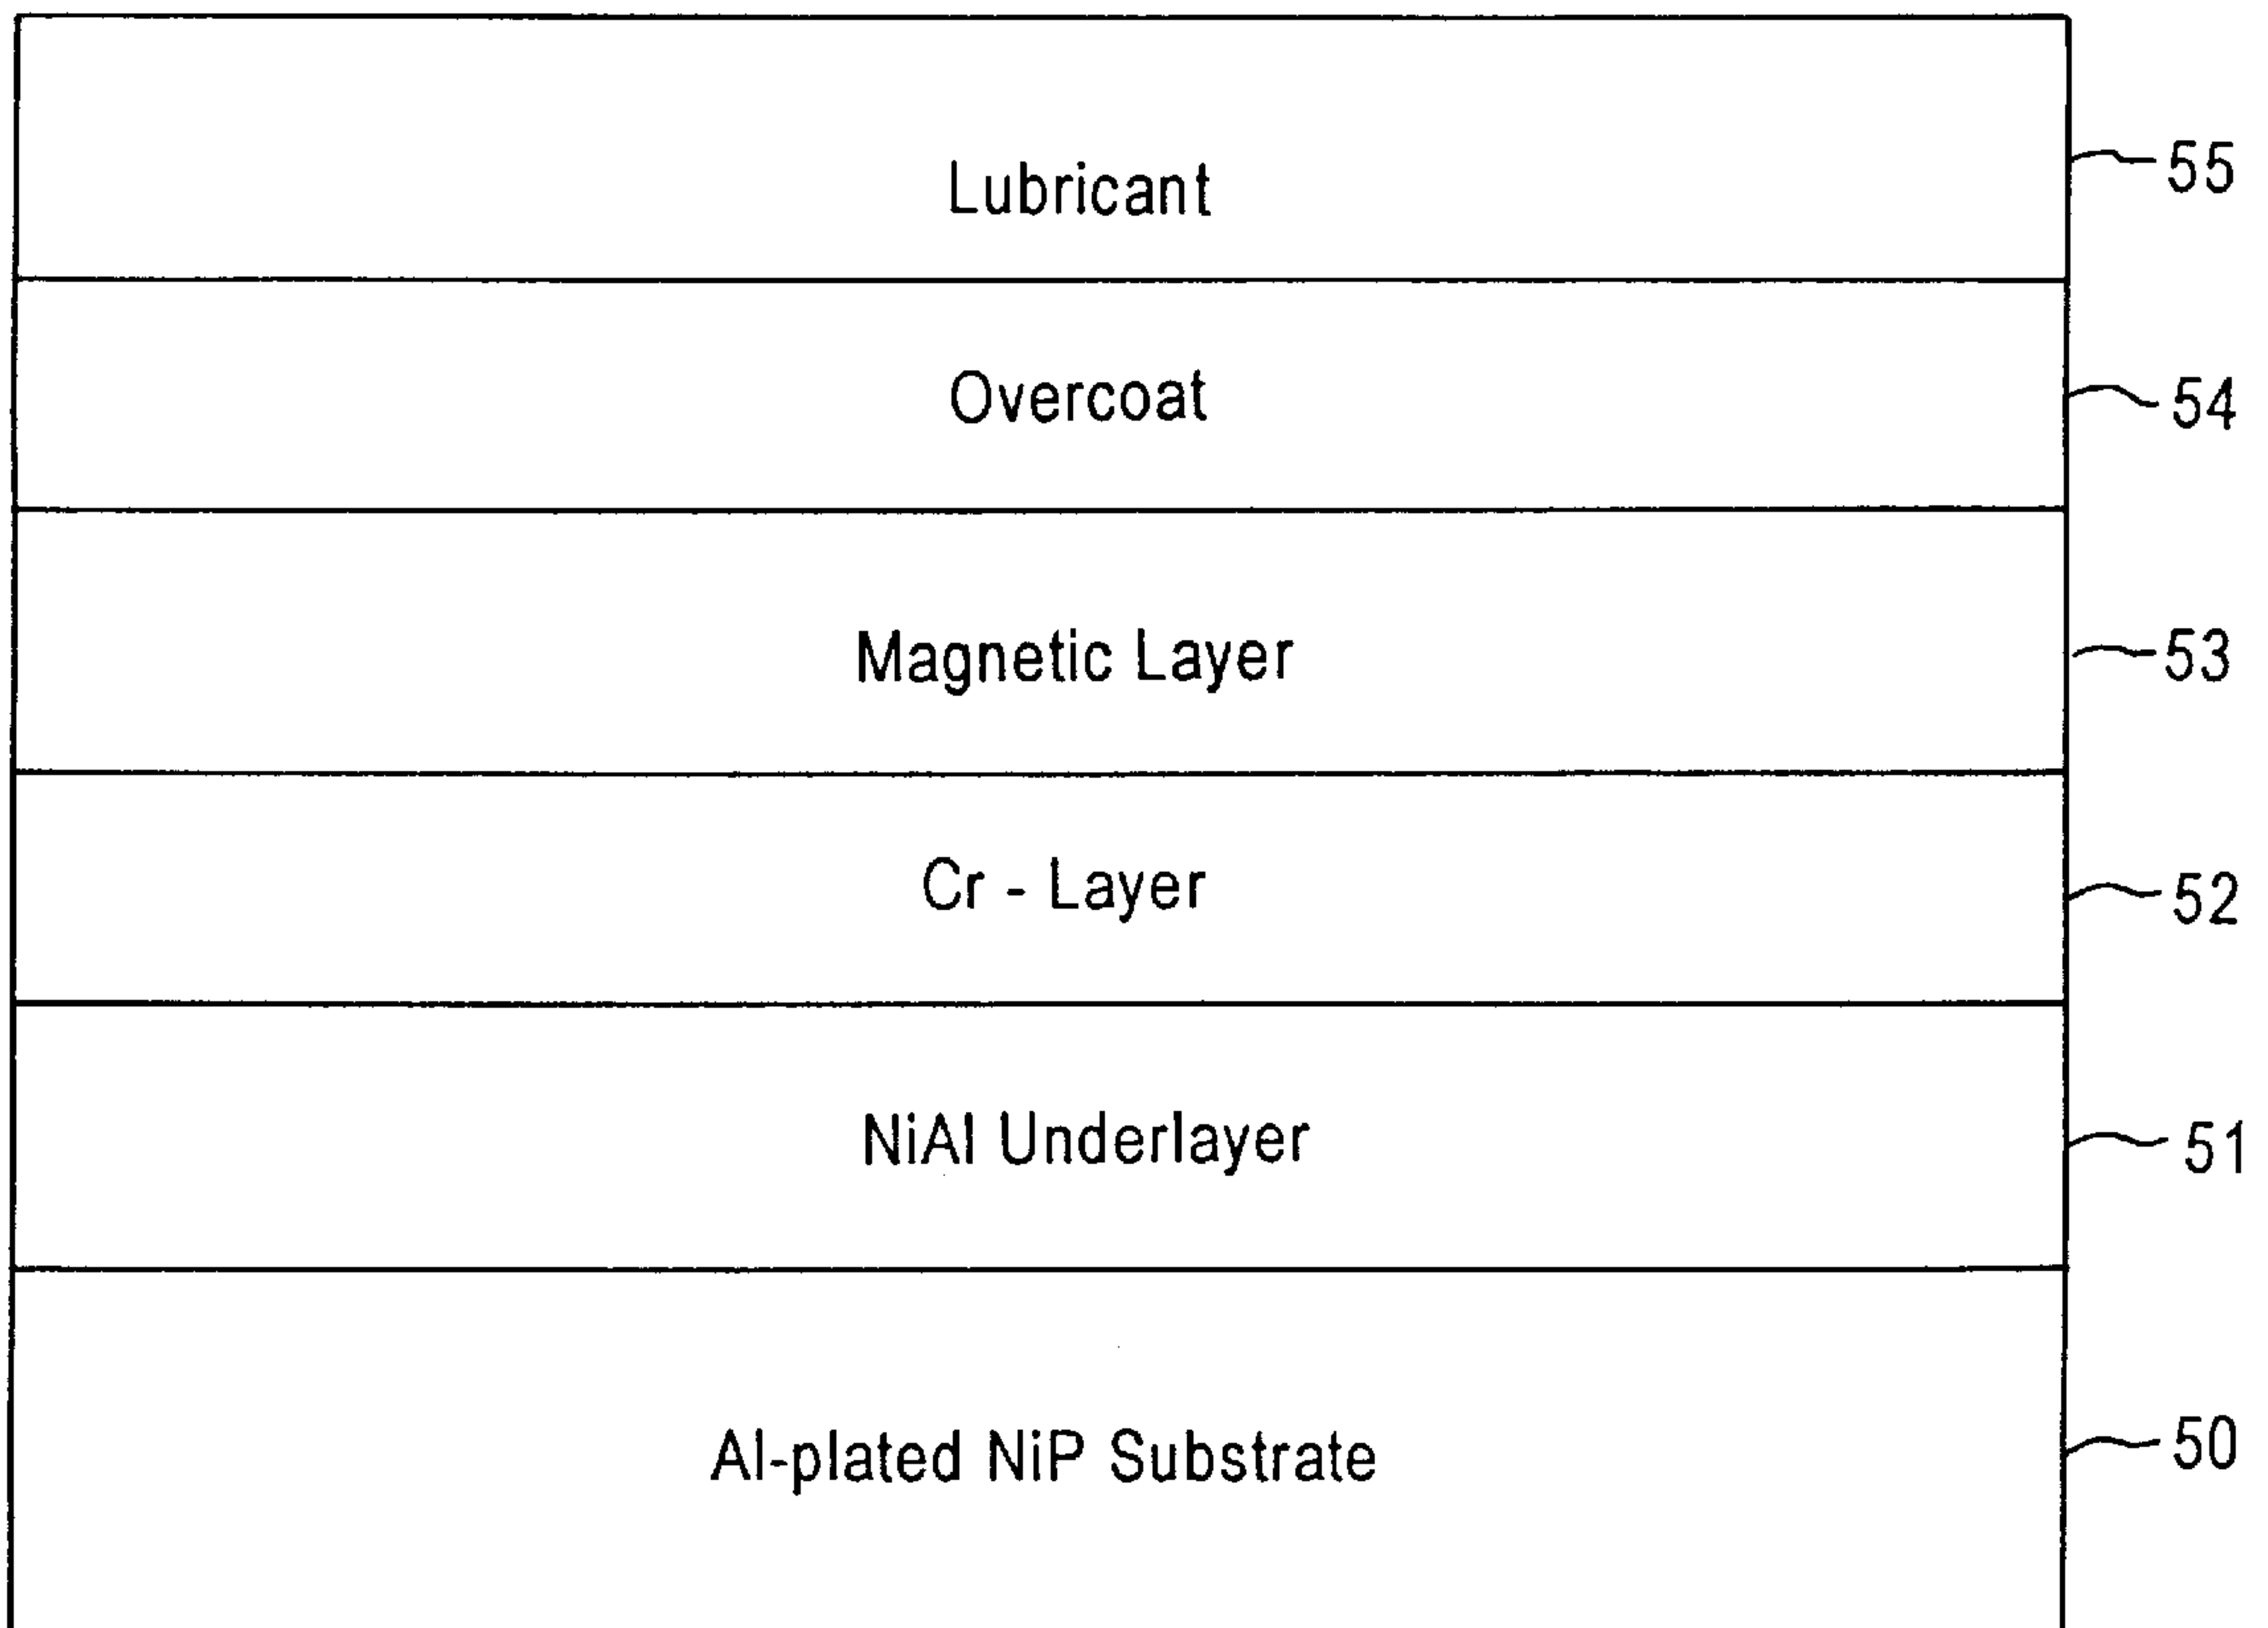 Lubricant 55
Overcoat 54
Magnetic Layer 53
Cr - Layer 52
NiAl Underlayer 51
Al-plated NiP Substrate 50